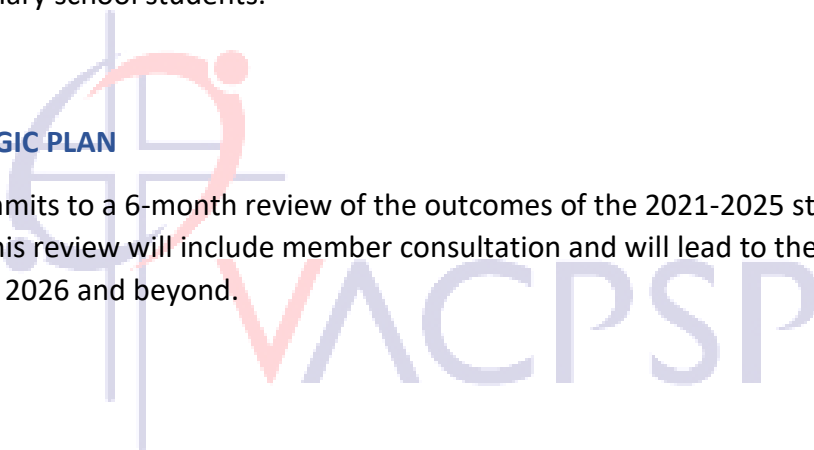 ary school students.
GIC PLAN
mits to a 6-month review of the outcomes of the 2021-2025 st
his review will include member consultation and will lead to the
2026 and beyond.
VACPSP